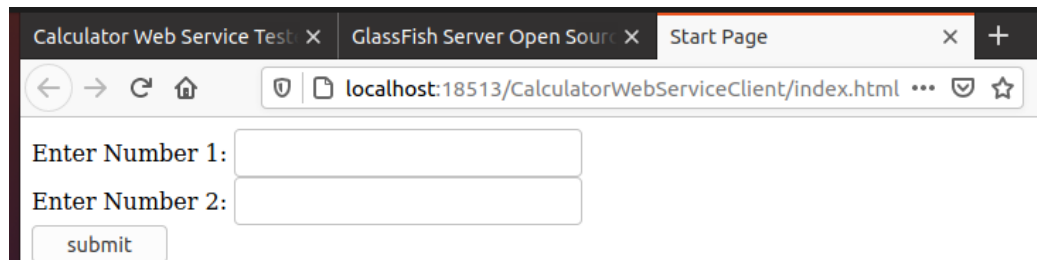 Calculator Web Service Test
GlassFish Server Open Sourc
Start Page
localhost:18513/CalculatorWebServiceClient/index.html
Enter Number 1:
Enter Number 2:
submit